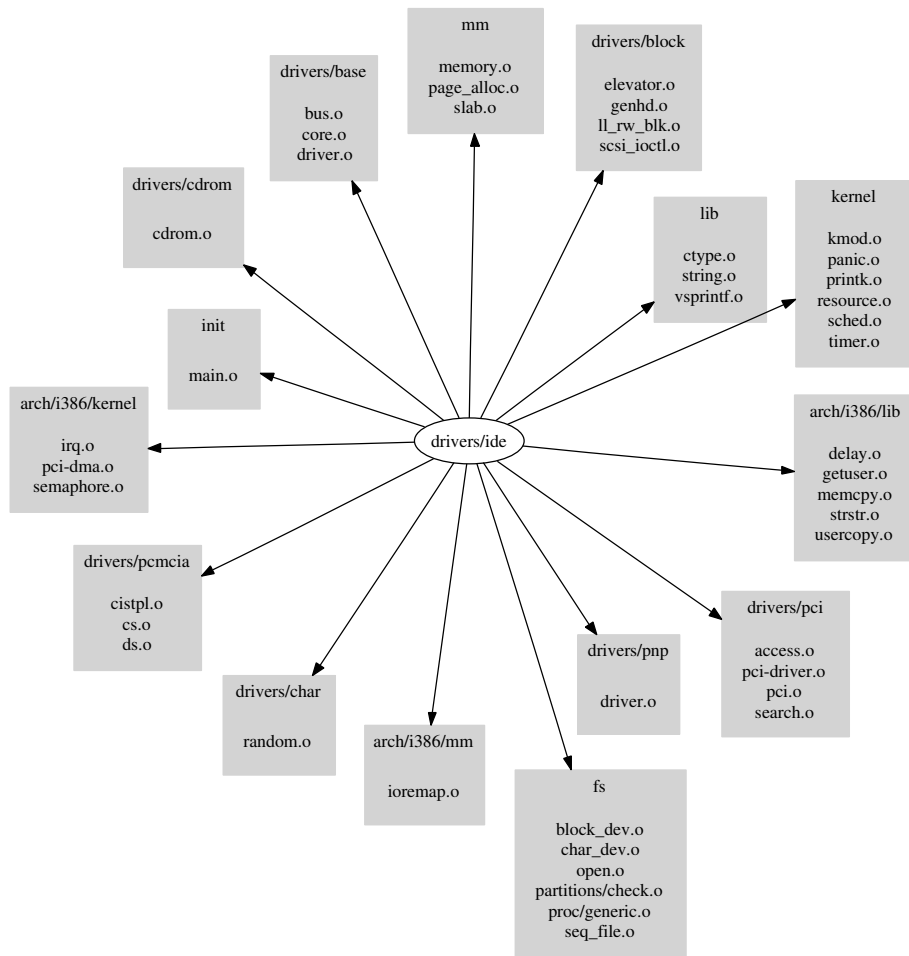 mm
memory.o
page_alloc.o
slab.o
drivers/block
elevator.o
genhd.o
ll_rw_blk.o
scsi_ioctl.o
drivers/base
bus.o
core.o
driver.o
drivers/cdrom
cdrom.o
lib
ctype.o
string.o
vsprintf.o
kernel
kmod.o
panic.o
printk.o
resource.o
sched.o
timer.o
init
main.o
arch/i386/kernel
irq.o
pci-dma.o
semaphore.o
drivers/ide
arch/i386/lib
delay.o
getuser.o
memcpy.o
strstr.o
usercopy.o
drivers/pcmcia
cistpl.o
cs.o
ds.o
drivers/pci
access.o
pci-driver.o
pci.o
search.o
drivers/pnp
driver.o
drivers/char
random.o
arch/i386/mm
ioremap.o
fs
block_dev.o
char_dev.o
open.o
partitions/check.o
proc/generic.o
seq_file.o